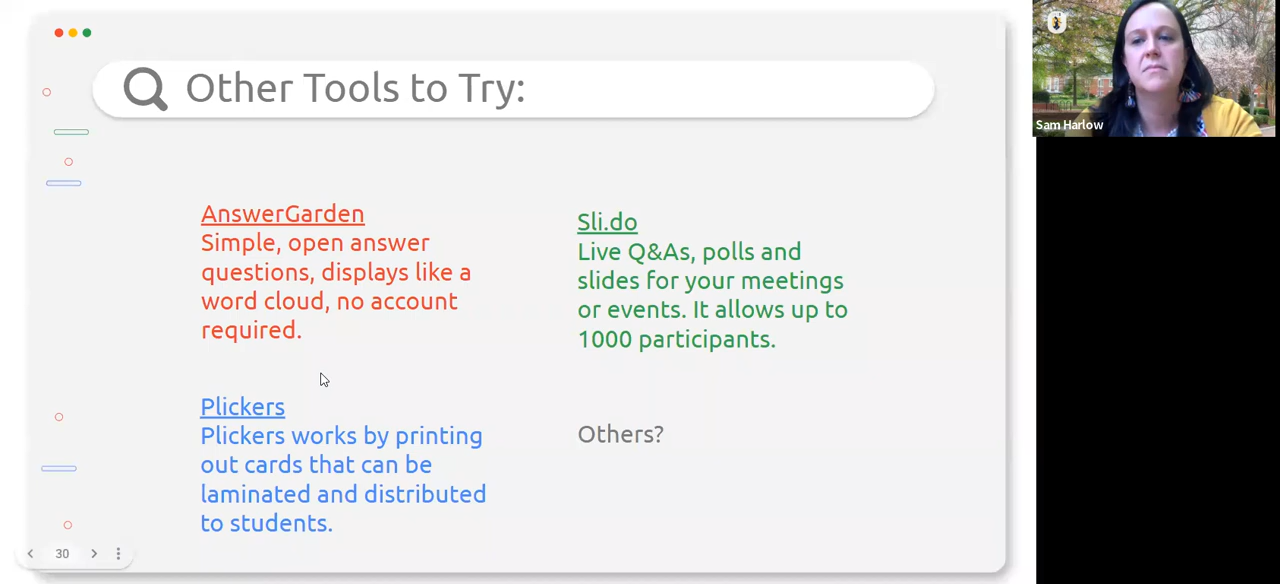 Other Tools to Try:
AnswerGarden
Simple, open answer
questions, displays like a
word cloud, no account
required.
Sli.do
Live Q&As, polls and
slides for your meetings
or events. It allows up to
1000 participants.
Plickers
Plickers works by printing
out cards that can be
laminated and distributed
to students.
Others?
30
Sam Harlow